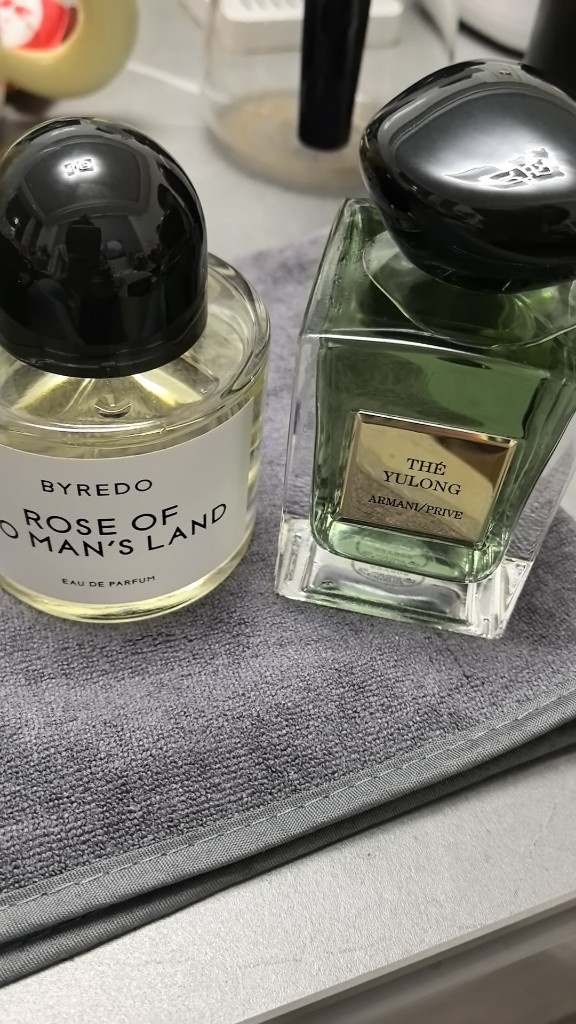 BYREDO
ROSE OF
O MAN'S LAND
EAU DE PARFUM
THÉ
YULONG
ARMANI/PRIVE